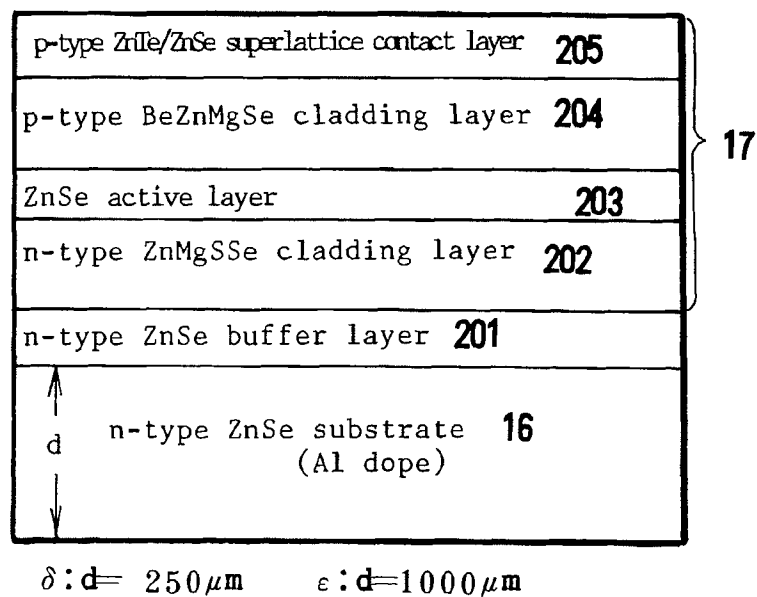 p-type ZnTe/ZnSe superlattice contact layer 205
p-type BeZnMgSe cladding layer 204
17
ZnSe active layer 203
n-type ZnMgSSe cladding layer 202
n-type ZnSe buffer layer 201
d
n-type ZnSe substrate 16
(Al dope)
δ:d= 250μm ε:d=1000μm